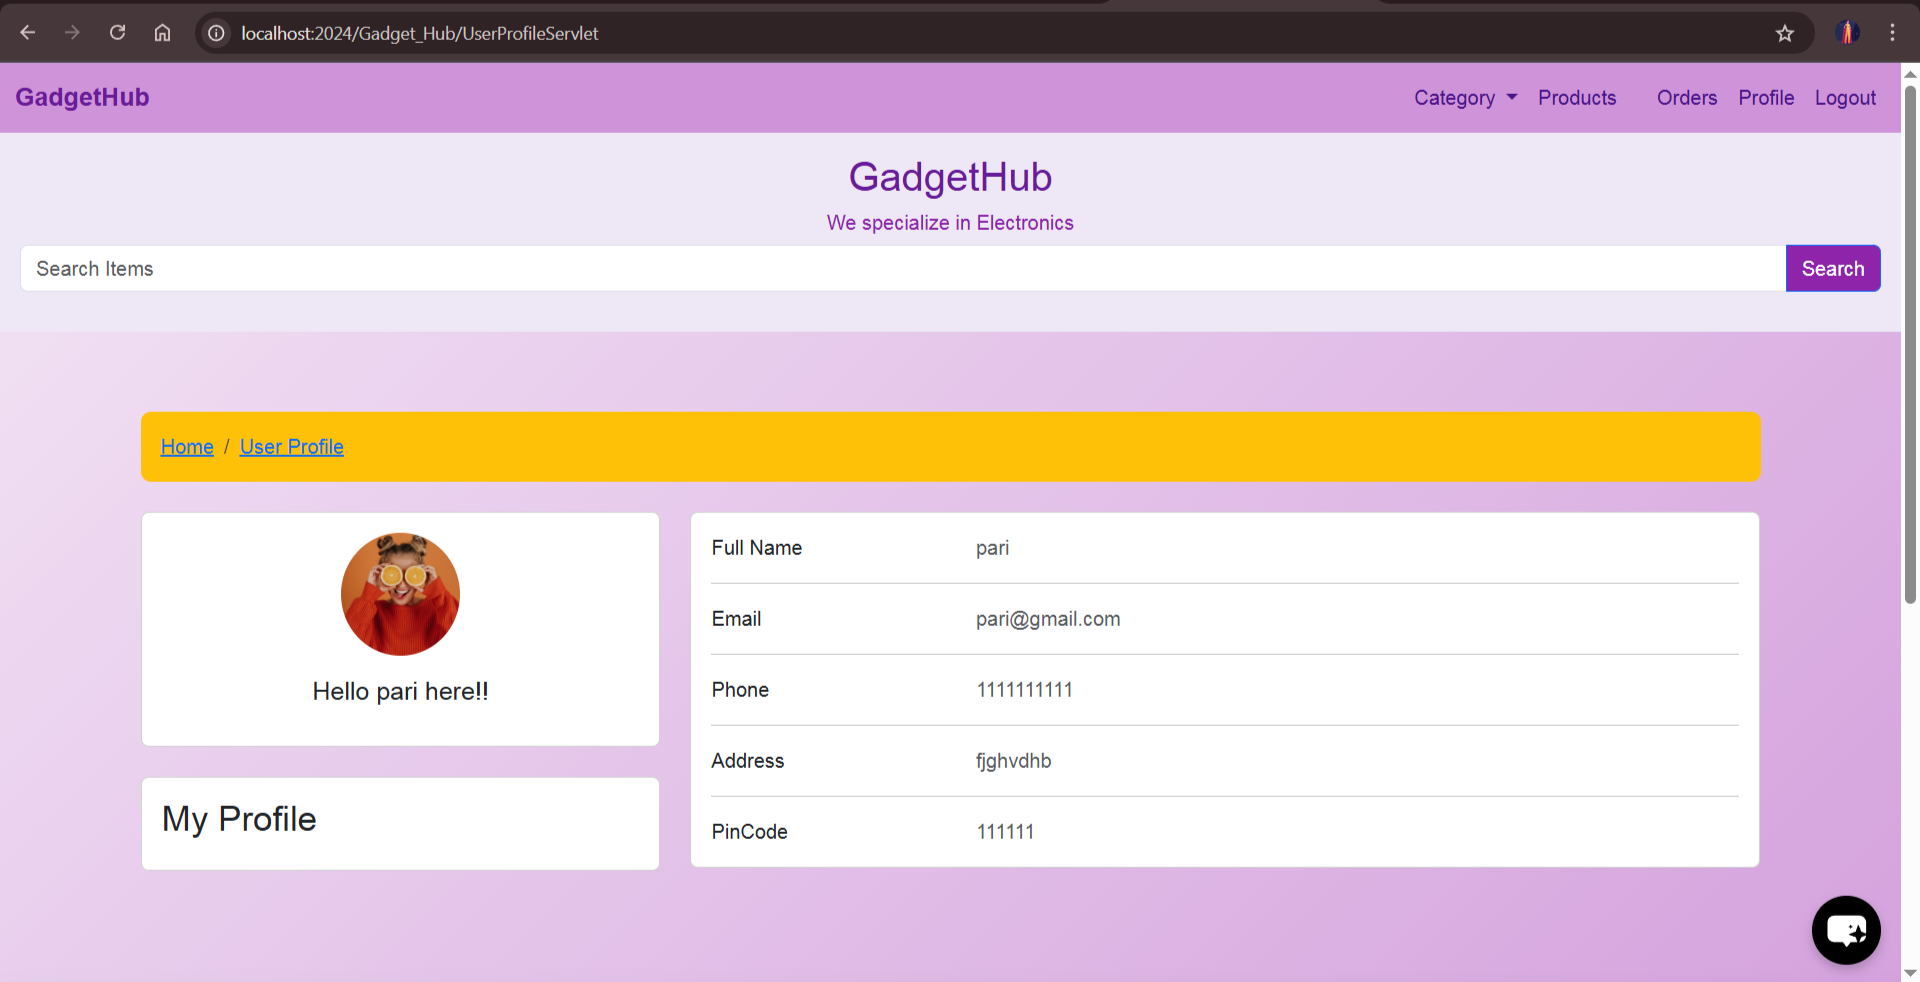 localhost:2024/Gadget_Hub/UserProfileServlet
GadgetHub Category Products Orders Profile Logout
GadgetHub
We specialize in Electronics
Search Items Search
Home / User Profile
Hello pari here!!
My Profile
Full Name pari
Email pari@gmail.com
Phone 1111111111
Address fjghvdhb
PinCode 111111